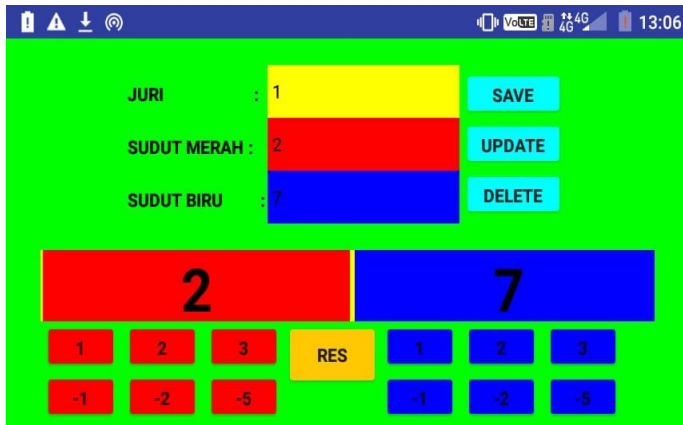 VoLTE 4G 4G 13:06
JURI : 1 SAVE
SUDUT MERAH : 2 UPDATE
SUDUT BIRU : 7 DELETE
2 7
1 2 3 RES 1 2 3
-1 -2 -5 -1 -2 -5